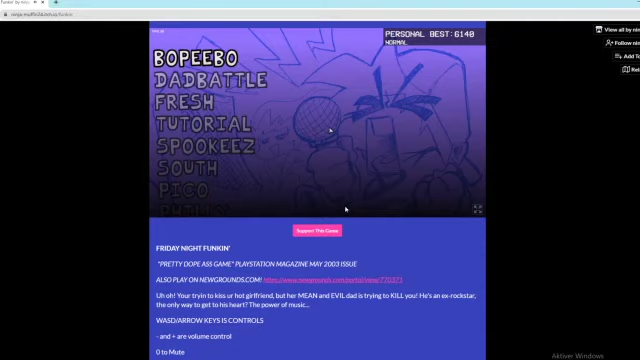 Funkin' by ninj
ninja-muffin24.itch.io/funkin
PERSONAL BEST:6140
NORMAL
BOPEEBO
DADBATTLE
FRESH
TUTORIAL
SPOOKEEZ
SOUTH
PICO
PHILLY
View all by nin
Follow nin
Add To
Rel
Support This Game
FRIDAY NIGHT FUNKIN'
"PRETTY DOPE ASS GAME" PLAYSTATION MAGAZINE MAY 2003 ISSUE
ALSO PLAY ON NEWGROUNDS.COM! https://www.newgrounds.com/portal/view/770371
Uh oh! Your tryin to kiss ur hot girlfriend, but her MEAN and EVIL dad is trying to KILL you! He's an ex-rockstar,
the only way to get to his heart? The power of music...
WASD/ARROW KEYS IS CONTROLS
- and + are volume control
0 to Mute
Aktiver Windows